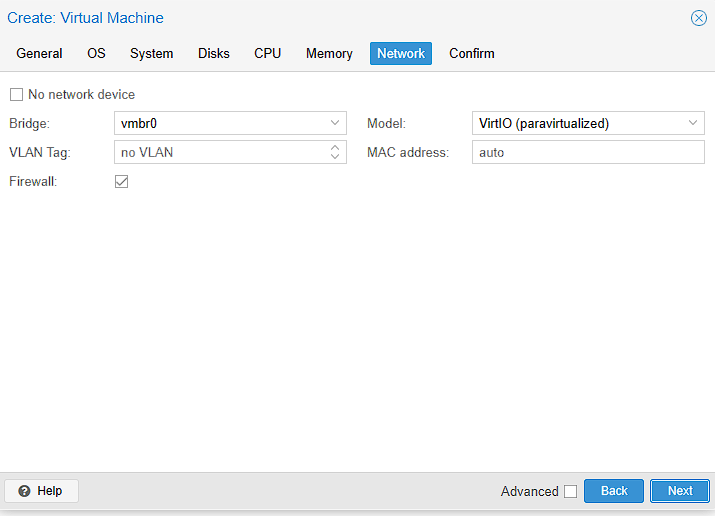 Create: Virtual Machine
General OS System Disks CPU Memory Network Confirm
No network device
Bridge: vmbr0 Model: VirtIO (paravirtualized)
VLAN Tag: no VLAN MAC address: auto
Firewall:
Help Advanced Back Next